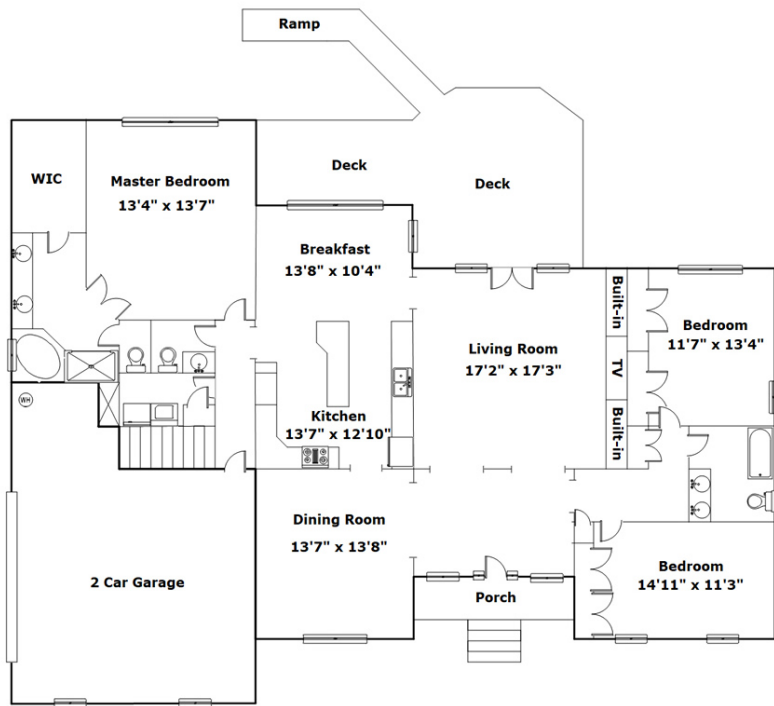 Ramp
WIC
Master Bedroom
13'4" x 13'7"
Deck
Deck
Breakfast
13'8" x 10'4"
Built-in
TV
Built-in
Bedroom
11'7" x 13'4"
Living Room
17'2" x 17'3"
WH
Kitchen
13'7" x 12'10"
Dining Room
13'7" x 13'8"
2 Car Garage
Porch
Bedroom
14'11" x 11'3"